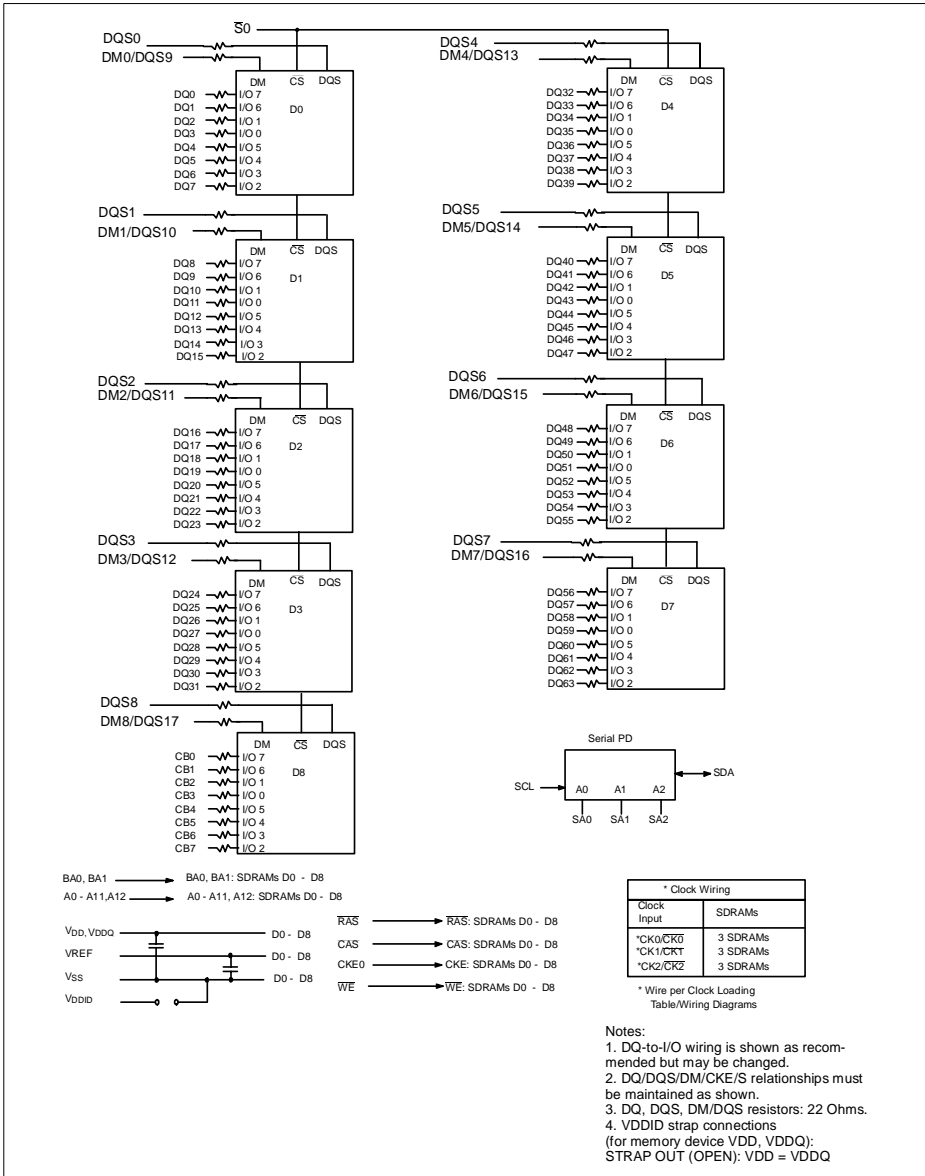 S0
DQS0
DM0/DQS9
DM CS DQS
D0
DQ0 I/O 7
DQ1 I/O 6
DQ2 I/O 1
DQ3 I/O 0
DQ4 I/O 5
DQ5 I/O 4
DQ6 I/O 3
DQ7 I/O 2
DQS1
DM1/DQS10
DM CS DQS
D1
DQ8 I/O 7
DQ9 I/O 6
DQ10 I/O 1
DQ11 I/O 0
DQ12 I/O 5
DQ13 I/O 4
DQ14 I/O 3
DQ15 I/O 2
DQS2
DM2/DQS11
DM CS DQS
D2
DQ16 I/O 7
DQ17 I/O 6
DQ18 I/O 1
DQ19 I/O 0
DQ20 I/O 5
DQ21 I/O 4
DQ22 I/O 3
DQ23 I/O 2
DQS3
DM3/DQS12
DM CS DQS
D3
DQ24 I/O 7
DQ25 I/O 6
DQ26 I/O 1
DQ27 I/O 0
DQ28 I/O 5
DQ29 I/O 4
DQ30 I/O 3
DQ31 I/O 2
DQS8
DM8/DQS17
DM CS DQS
D8
CB0 I/O 7
CB1 I/O 6
CB2 I/O 1
CB3 I/O 0
CB4 I/O 5
CB5 I/O 4
CB6 I/O 3
CB7 I/O 2
DQS4
DM4/DQS13
DM CS DQS
D4
DQ32 I/O 7
DQ33 I/O 6
DQ34 I/O 1
DQ35 I/O 0
DQ36 I/O 5
DQ37 I/O 4
DQ38 I/O 3
DQ39 I/O 2
DQS5
DM5/DQS14
DM CS DQS
D5
DQ40 I/O 7
DQ41 I/O 6
DQ42 I/O 1
DQ43 I/O 0
DQ44 I/O 5
DQ45 I/O 4
DQ46 I/O 3
DQ47 I/O 2
DQS6
DM6/DQS15
DM CS DQS
D6
DQ48 I/O 7
DQ49 I/O 6
DQ50 I/O 1
DQ51 I/O 0
DQ52 I/O 5
DQ53 I/O 4
DQ54 I/O 3
DQ55 I/O 2
DQS7
DM7/DQS16
DM CS DQS
D7
DQ56 I/O 7
DQ57 I/O 6
DQ58 I/O 1
DQ59 I/O 0
DQ60 I/O 5
DQ61 I/O 4
DQ62 I/O 3
DQ63 I/O 2
Serial PD
SCL SDA
A0 A1 A2
SA0 SA1 SA2
BA0, BA1 BA0, BA1: SDRAMs D0 - D8
A0 - A11,A12 A0 - A11, A12: SDRAMs D0 - D8
VDD, VDDQ D0 - D8
VREF D0 - D8
VSS D0 - D8
VDDID
RAS RAS: SDRAMs D0 - D8
CAS CAS: SDRAMs D0 - D8
CKE0 CKE: SDRAMs D0 - D8
WE WE: SDRAMs D0 - D8
* Clock Wiring
Clock
Input SDRAMs
*CK0/CK0 3 SDRAMs
*CK1/CK1 3 SDRAMs
*CK2/CK2 3 SDRAMs
* Wire per Clock Loading
Table/Wiring Diagrams
Notes:
1. DQ-to-I/O wiring is shown as recom-
mended but may be changed.
2. DQ/DQS/DM/CKE/S relationships must
be maintained as shown.
3. DQ, DQS, DM/DQS resistors: 22 Ohms.
4. VDDID strap connections
(for memory device VDD, VDDQ):
STRAP OUT (OPEN): VDD = VDDQ